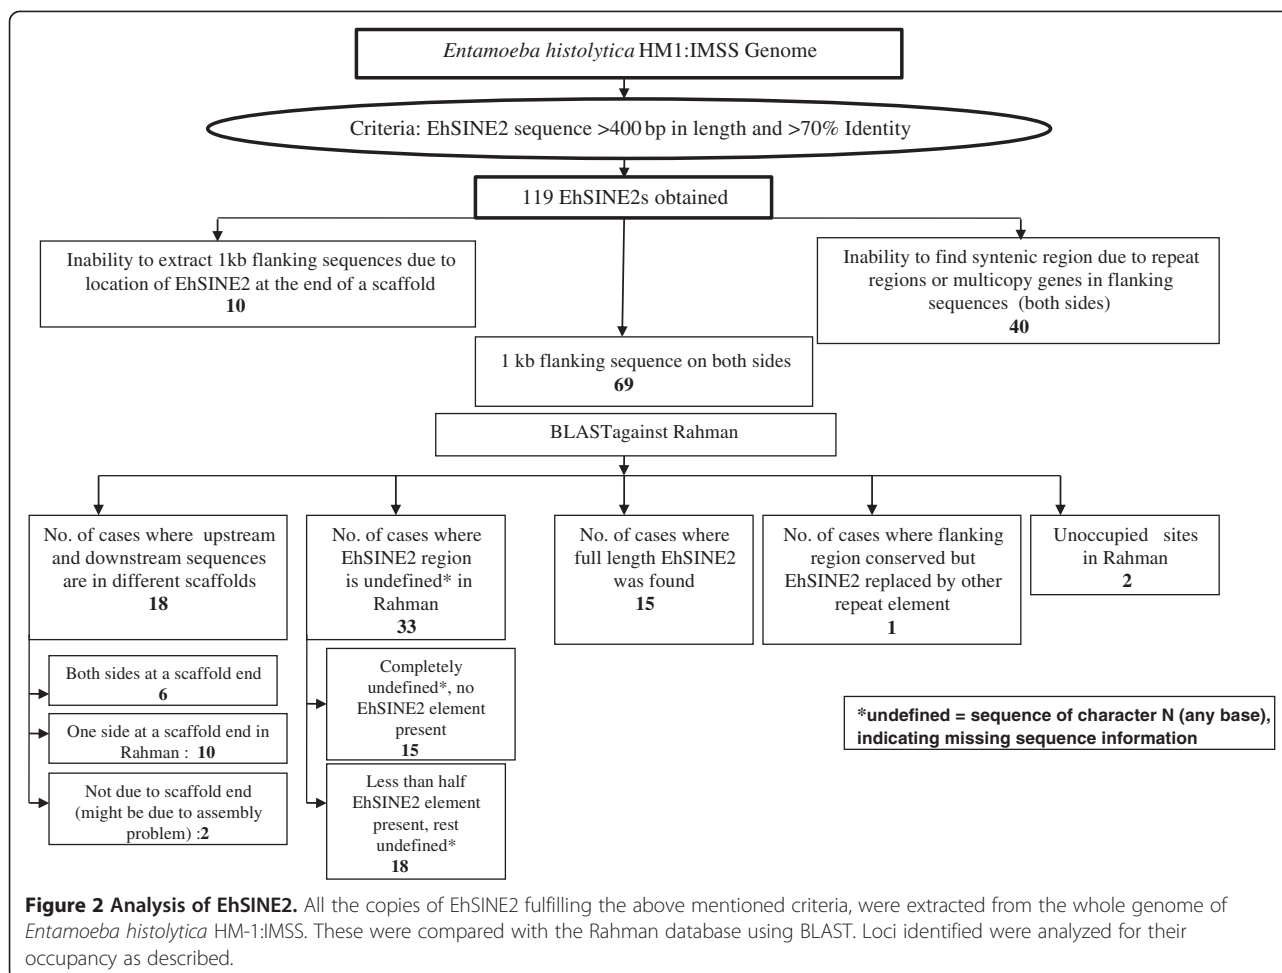 Entamoeba histolytica HM1:IMSS Genome
Criteria: EhSINE2 sequence >400 bp in length and >70% Identity
119 EhSINE2s obtained
Inability to extract 1kb flanking sequences due to
location of EhSINE2 at the end of a scaffold
10
Inability to find syntenic region due to repeat
regions or multicopy genes in flanking
sequences (both sides)
40
1 kb flanking sequence on both sides
69
BLASTagainst Rahman
No. of cases where upstream
and downstream sequences
are in different scaffolds
18
No. of cases where
EhSINE2 region
is undefined* in
Rahman
33
No. of cases where
full length EhSINE2
was found
15
No. of cases where flanking
region conserved but
EhSINE2 replaced by other
repeat element
1
Unoccupied sites
in Rahman
2
Both sides at a scaffold end
6
One side at a scaffold end in
Rahman : 10
Not due to scaffold end
(might be due to assembly
problem) :2
Completely
undefined*, no
EhSINE2 element
present
15
Less than half
EhSINE2 element
present, rest
undefined*
18
*undefined = sequence of character N (any base),
indicating missing sequence information
Figure 2 Analysis of EhSINE2. All the copies of EhSINE2 fulfilling the above mentioned criteria, were extracted from the whole genome of
Entamoeba histolytica HM-1:IMSS. These were compared with the Rahman database using BLAST. Loci identified were analyzed for their
occupancy as described.